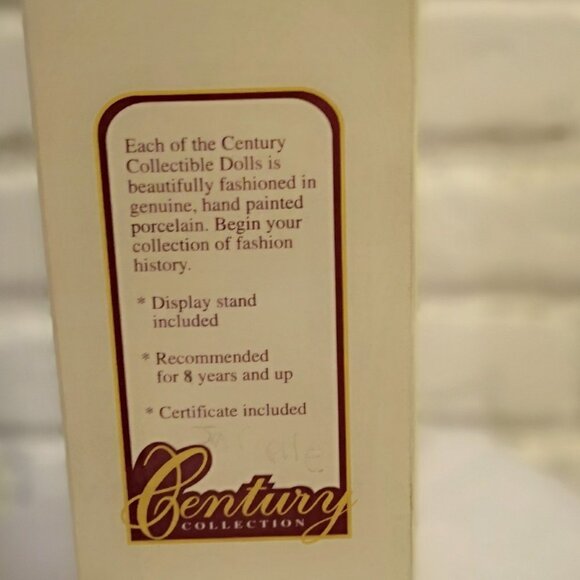 Each of the Century
Collectible Dolls is
beautifully fashioned in
genuine, hand painted
porcelain. Begin your
collection of fashion
history.
* Display stand
included
* Recommended
for 8 years and up
* Certificate included
Century
COLLECTION